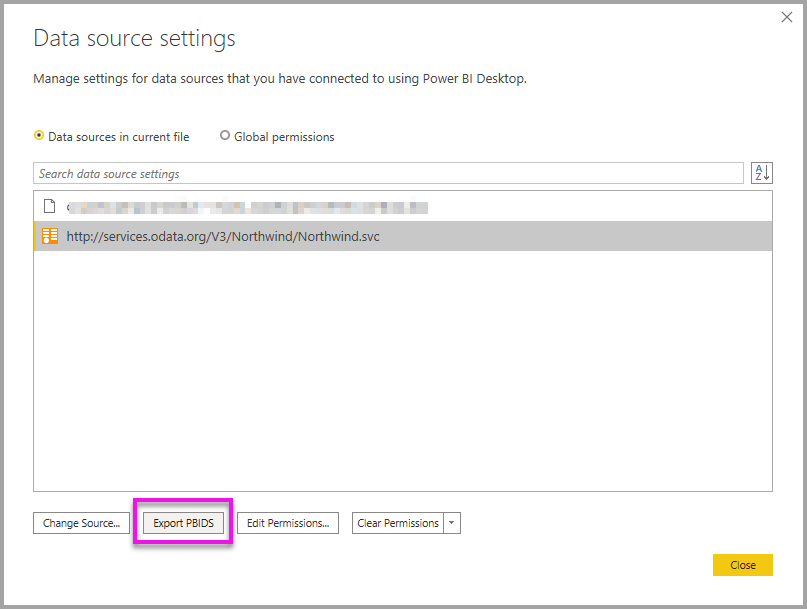 Data source settings
Manage settings for data sources that you have connected to using Power BI Desktop.
Data sources in current file Global permissions
Search data source settings
A
Z
http://services.odata.org/V3/Northwind/Northwind.svc
Change Source... Export PBIDS Edit Permissions... Clear Permissions
Close